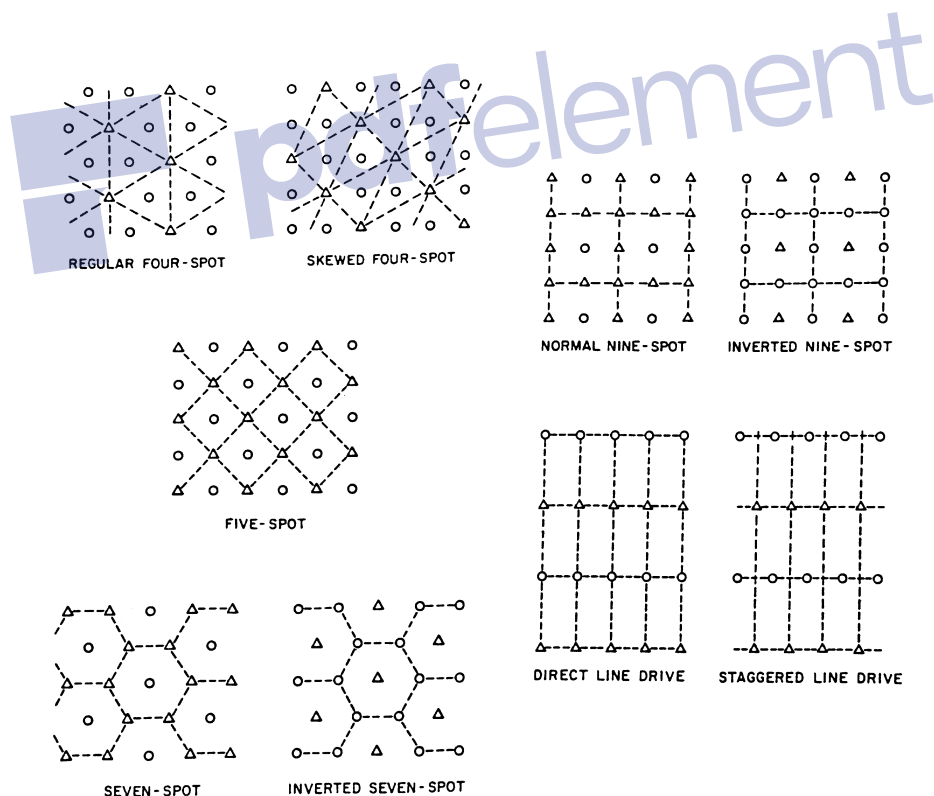 pdfelement
REGULAR FOUR-SPOT
SKEWED FOUR-SPOT
NORMAL NINE-SPOT
INVERTED NINE-SPOT
FIVE-SPOT
DIRECT LINE DRIVE
STAGGERED LINE DRIVE
SEVEN-SPOT
INVERTED SEVEN-SPOT